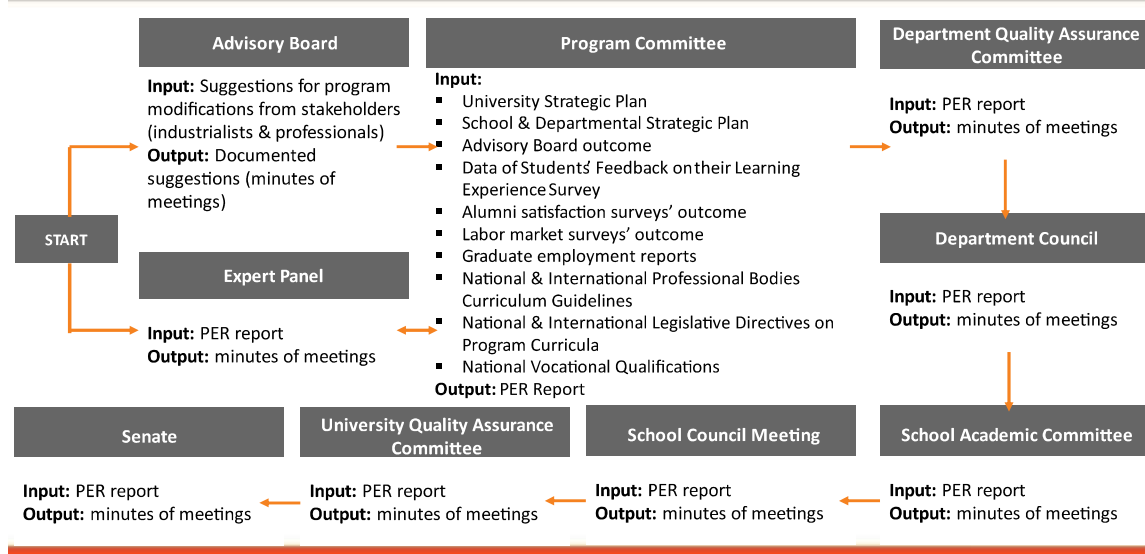 START
Advisory Board
Input: Suggestions for program
modifications from stakeholders
(industrialists & professionals)
Output: Documented
suggestions (minutes of
meetings)
Expert Panel
Input: PER report
Output: minutes of meetings
Program Committee
Input:
▪ University Strategic Plan
▪ School & Departmental Strategic Plan
▪ Advisory Board outcome
▪ Data of Students' Feedback on their Learning
Experience Survey
▪ Alumni satisfaction surveys' outcome
▪ Labor market surveys' outcome
▪ Graduate employment reports
▪ National & International Professional Bodies
Curriculum Guidelines
▪ National & International Legislative Directives on
Program Curricula
▪ National Vocational Qualifications
Output: PER Report
Department Quality Assurance
Committee
Input: PER report
Output: minutes of meetings
Department Council
Input: PER report
Output: minutes of meetings
School Academic Committee
Input: PER report
Output: minutes of meetings
School Council Meeting
Input: PER report
Output: minutes of meetings
University Quality Assurance
Committee
Input: PER report
Output: minutes of meetings
Senate
Input: PER report
Output: minutes of meetings